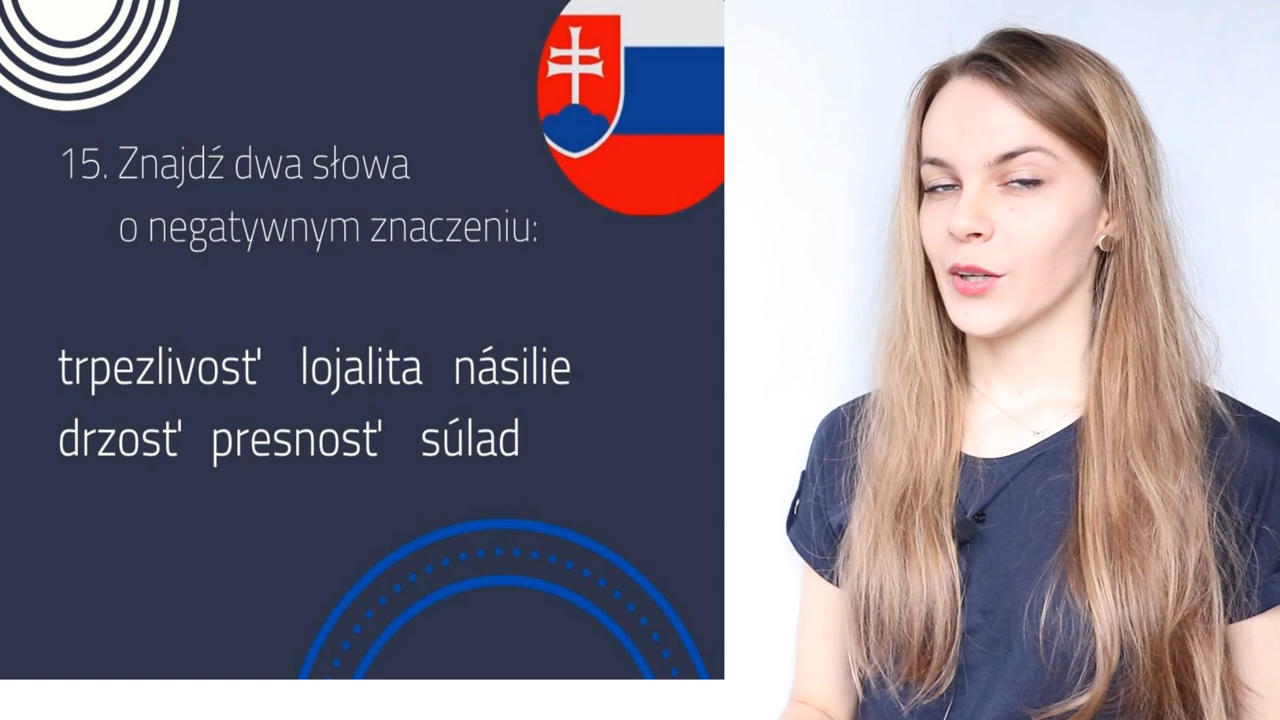 15. Znajdź dwa słowa
o negatywnym znaczeniu:
trpezlivosť lojalita násilie
drzosť presnosť súlad